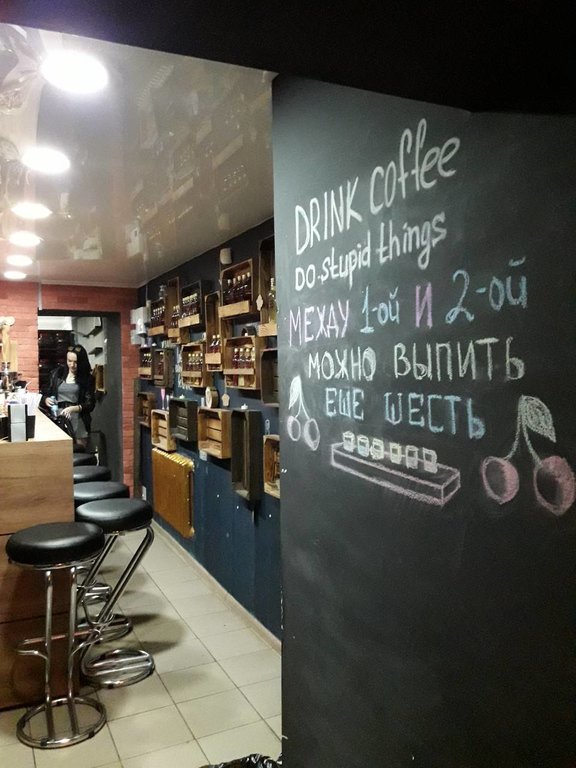 DRINK coffee
DO stupid things
МЕЖДУ 1-ой И 2-ой
МОЖНО ВЫПИТЬ
ЕЩЕ ШЕСТЬ